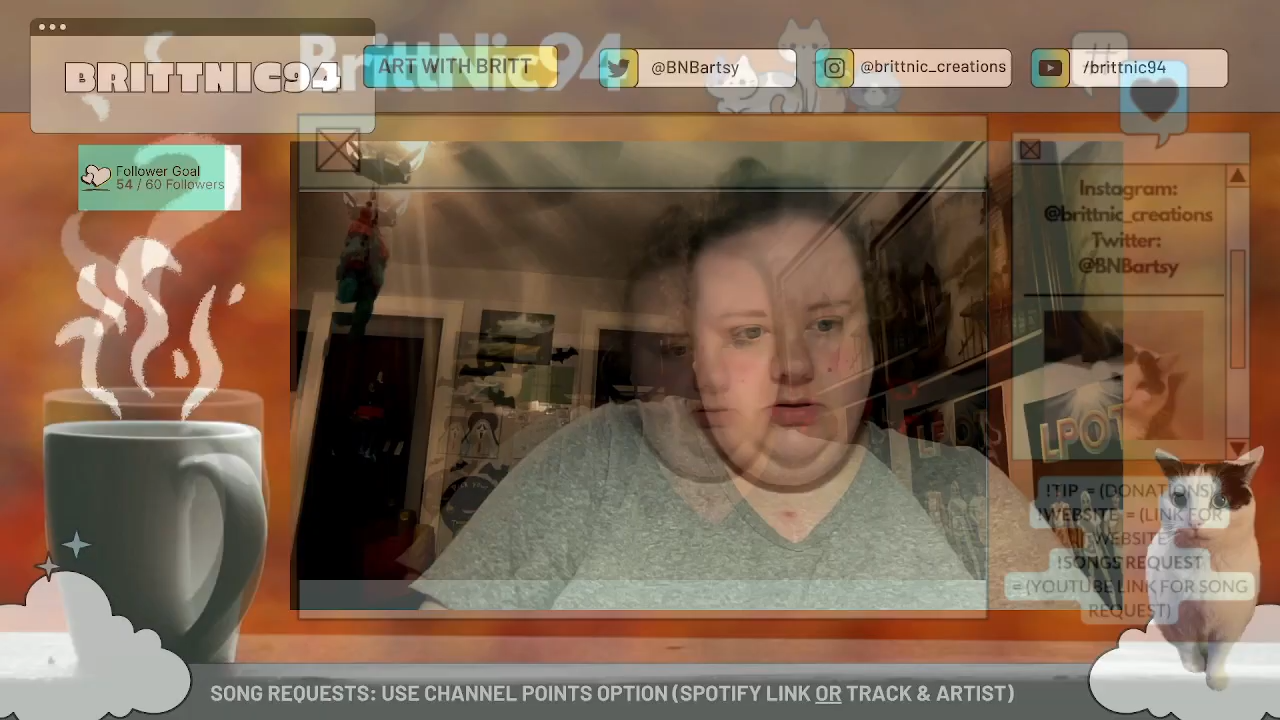 BrittNic94
BRITTNIC94
ART WITH BRITT
@BNBartsy
@brittnic_creations
/brittnic94
Follower Goal
54 / 60 Followers
Instagram:
@brittnic_creations
Twitter:
@BNBartsy
LPOT
!TIP = (DONATIONS)
!WEBSITE = (LINK FOR
WEBSITE
!SONGS REQUEST
= (YOUTUBE LINK FOR SONG
REQUEST)
SONG REQUESTS: USE CHANNEL POINTS OPTION (SPOTIFY LINK OR TRACK & ARTIST)